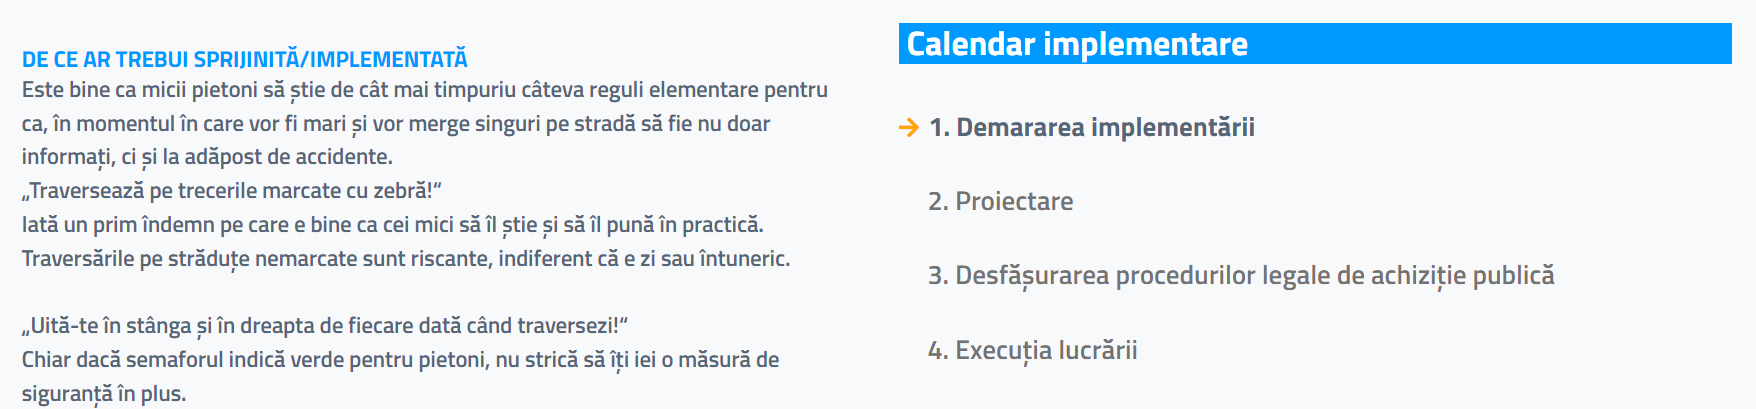 DE CE AR TREBUI SPRIJINITĂ/IMPLEMENTATĂ
Este bine ca micii pietoni să știe de cât mai timpuriu câteva reguli elementare pentru
ca, în momentul în care vor fi mari și vor merge singuri pe stradă să fie nu doar
informați, ci și la adăpost de accidente.
„Traversează pe trecerile marcate cu zebră!“
Iată un prim îndemn pe care e bine ca cei mici să îl știe și să îl pună în practică.
Traversările pe străduțe nemarcate sunt riscante, indiferent că e zi sau întuneric.
„Uită-te în stânga și în dreapta de fiecare dată când traversezi!“
Chiar dacă semaforul indică verde pentru pietoni, nu strică să îți iei o măsură de
siguranță în plus.
Calendar implementare
→ 1. Demararea implementării
2. Proiectare
3. Desfășurarea procedurilor legale de achiziție publică
4. Execuția lucrării